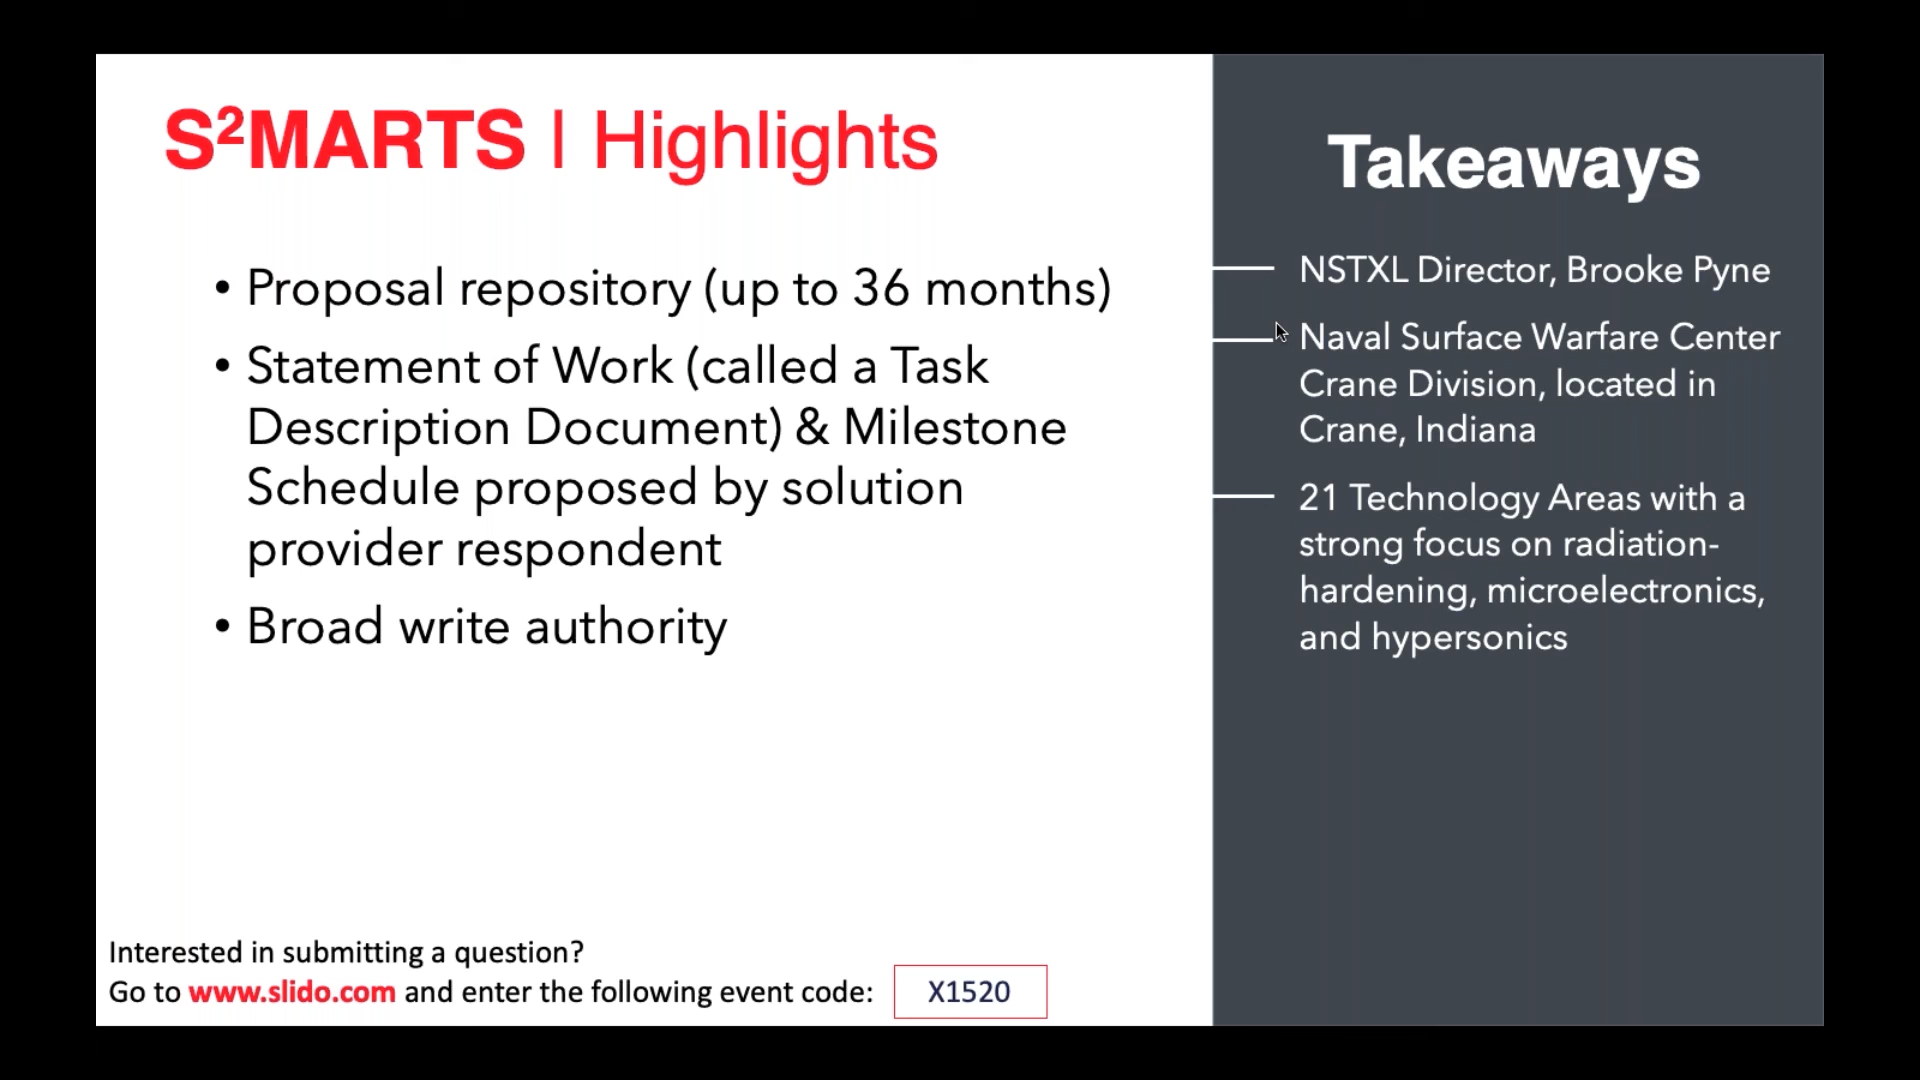 S²MARTS | Highlights
• Proposal repository (up to 36 months)
• Statement of Work (called a Task
Description Document) & Milestone
Schedule proposed by solution
provider respondent
• Broad write authority
Interested in submitting a question?
Go to www.slido.com and enter the following event code: X1520
Takeaways
NSTXL Director, Brooke Pyne
Naval Surface Warfare Center
Crane Division, located in
Crane, Indiana
21 Technology Areas with a
strong focus on radiation-
hardening, microelectronics,
and hypersonics